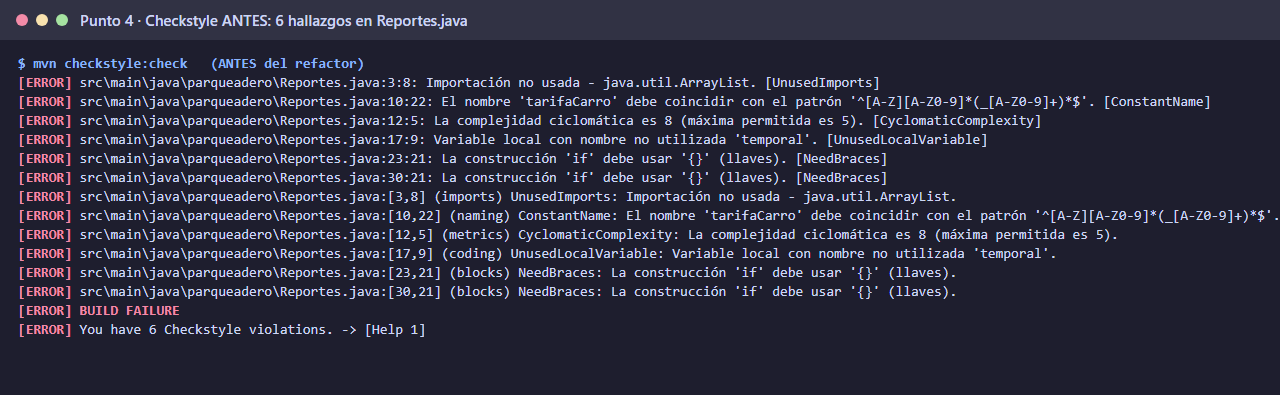 Punto 4 · Checkstyle ANTES: 6 hallazgos en Reportes.java
$ mvn checkstyle:check   (ANTES del refactor)
[ERROR] src\main\java\parqueadero\Reportes.java:3:8: Importación no usada - java.util.ArrayList. [UnusedImports]
[ERROR] src\main\java\parqueadero\Reportes.java:10:22: El nombre 'tarifaCarro' debe coincidir con el patrón '^[A-Z][A-Z0-9]*(_[A-Z0-9]+)*$'. [ConstantName]
[ERROR] src\main\java\parqueadero\Reportes.java:12:5: La complejidad ciclomática es 8 (máxima permitida es 5). [CyclomaticComplexity]
[ERROR] src\main\java\parqueadero\Reportes.java:17:9: Variable local con nombre no utilizada 'temporal'. [UnusedLocalVariable]
[ERROR] src\main\java\parqueadero\Reportes.java:23:21: La construcción 'if' debe usar '{}' (llaves). [NeedBraces]
[ERROR] src\main\java\parqueadero\Reportes.java:30:21: La construcción 'if' debe usar '{}' (llaves). [NeedBraces]
[ERROR] src\main\java\parqueadero\Reportes.java:[3,8] (imports) UnusedImports: Importación no usada - java.util.ArrayList.
[ERROR] src\main\java\parqueadero\Reportes.java:[10,22] (naming) ConstantName: El nombre 'tarifaCarro' debe coincidir con el patrón '^[A-Z][A-Z0-9]*(_[A-Z0-9]+)*$'.
[ERROR] src\main\java\parqueadero\Reportes.java:[12,5] (metrics) CyclomaticComplexity: La complejidad ciclomática es 8 (máxima permitida es 5).
[ERROR] src\main\java\parqueadero\Reportes.java:[17,9] (coding) UnusedLocalVariable: Variable local con nombre no utilizada 'temporal'.
[ERROR] src\main\java\parqueadero\Reportes.java:[23,21] (blocks) NeedBraces: La construcción 'if' debe usar '{}' (llaves).
[ERROR] src\main\java\parqueadero\Reportes.java:[30,21] (blocks) NeedBraces: La construcción 'if' debe usar '{}' (llaves).
[ERROR] BUILD FAILURE
[ERROR] You have 6 Checkstyle violations. -> [Help 1]